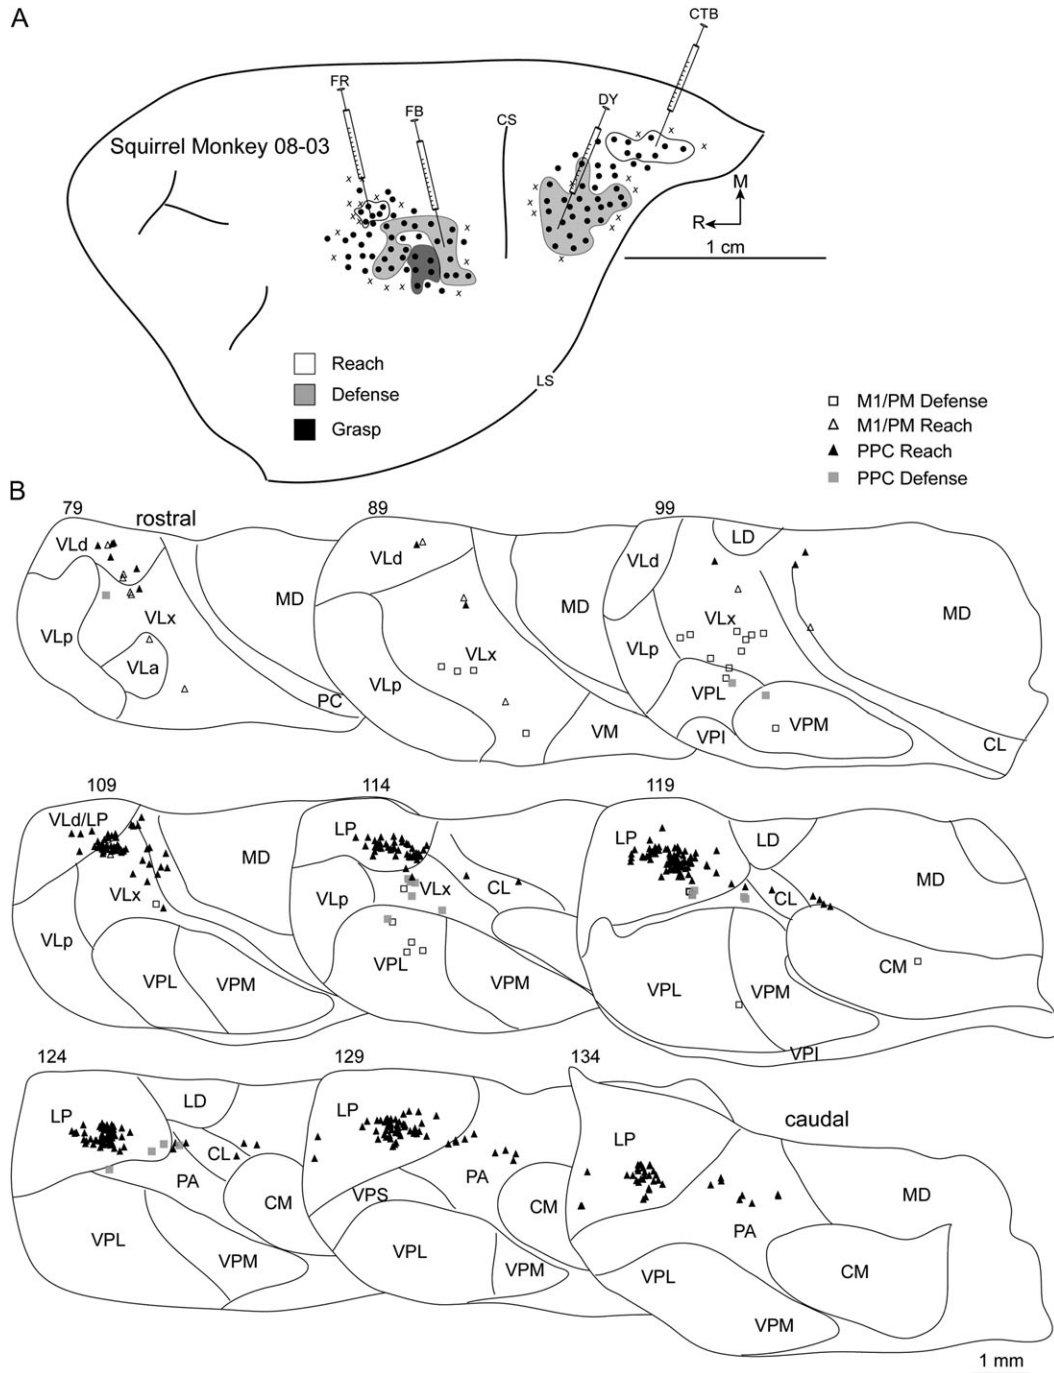 A
CTB
FR
FB
CS
DY
Squirrel Monkey 08-03
x x x x x x x x x x x x x x x x x x x x
M
R
1 cm
Reach
Defense
Grasp
LS
M1/PM Defense
M1/PM Reach
PPC Reach
PPC Defense
B
79 rostral
VLd
MD
VLx
VLp
VLa
PC
89
VLd
MD
VLx
VLp
VM
99
LD
VLd
MD
VLx
VLp
VPL
VPM
VPI
CL
109
VLd/LP
MD
VLx
VLp
VPL VPM
114
LP
VLx CL
VLp
VPL
VPM
119
LP
LD
MD
CL
CM
VPL VPM
VPI
124
LP
LD
CL
PA
CM
VPL
VPM
129
LP
PA
VPS
CM
VPL
VPM
134
caudal
LP
MD
PA
VPL
CM
VPM
1 mm